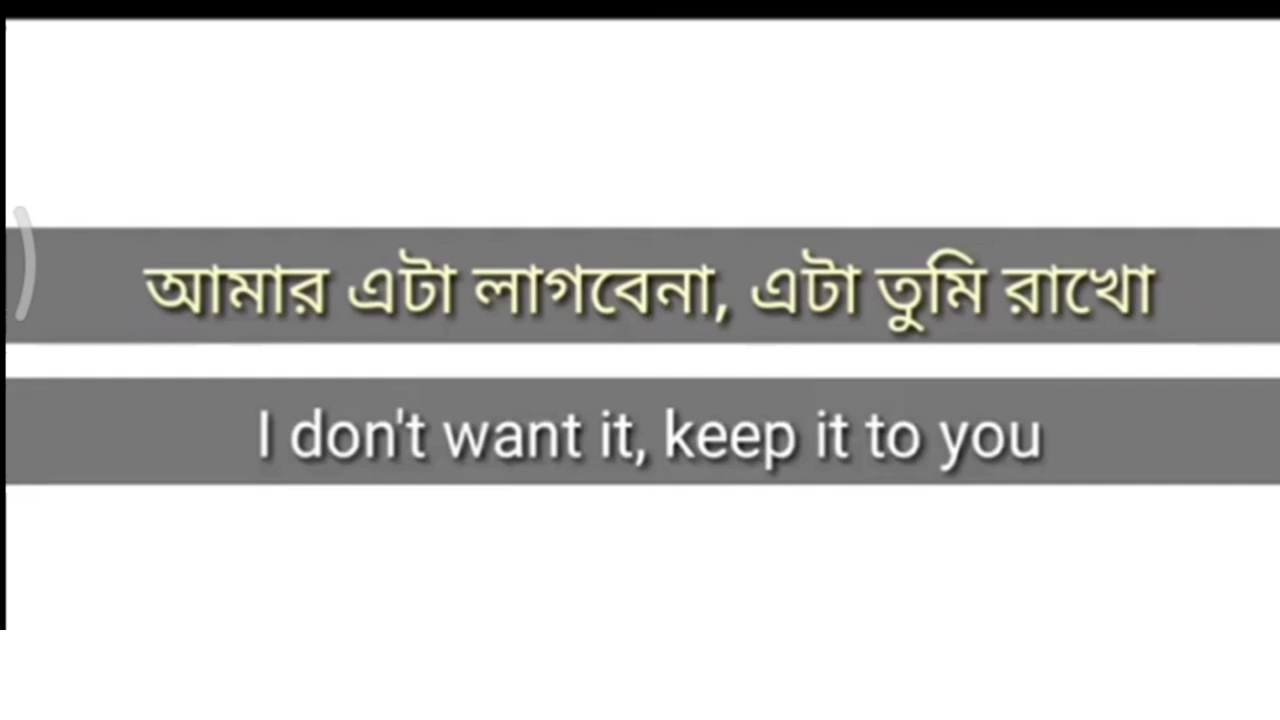 আমার এটা লাগবেনা, এটা তুমি রাখো
I don't want it, keep it to you